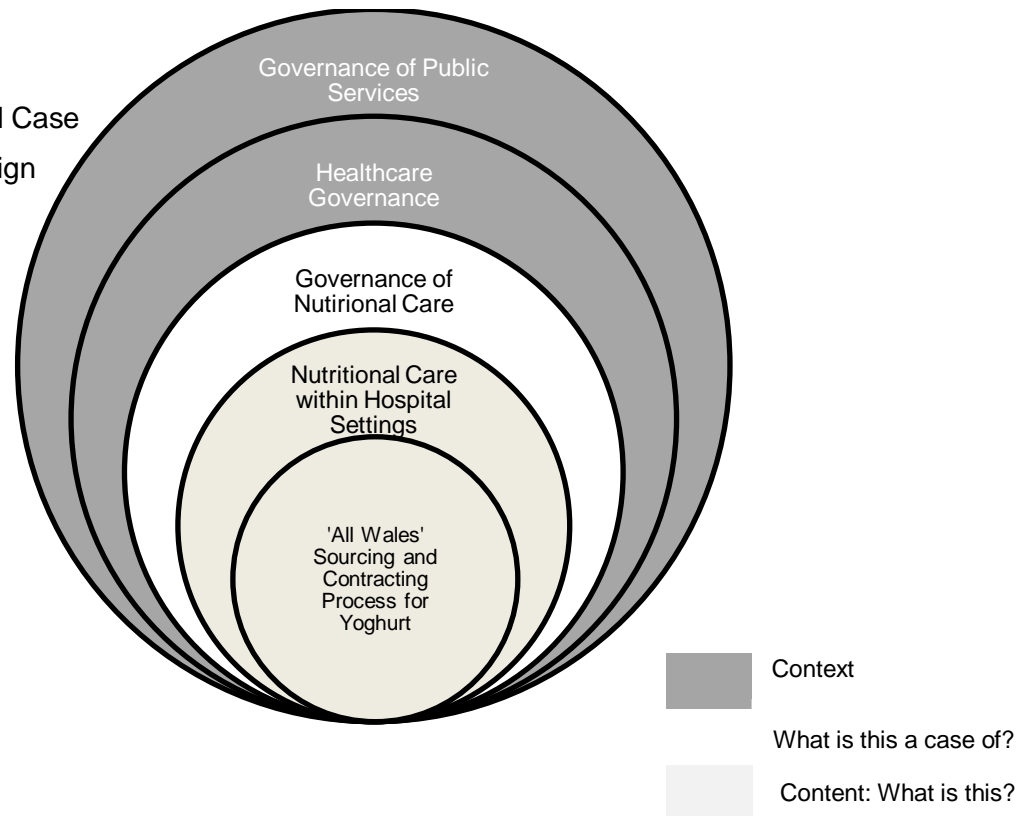 Governance of Public
Services
Case
Healthcare
Governance
Governance of
Nutirional Care
Nutritional Care
within Hospital
Settings
'All Wales'
Sourcing and
Contracting
Process for
Yoghurt
Context
What is this a case of?
Content: What is this?